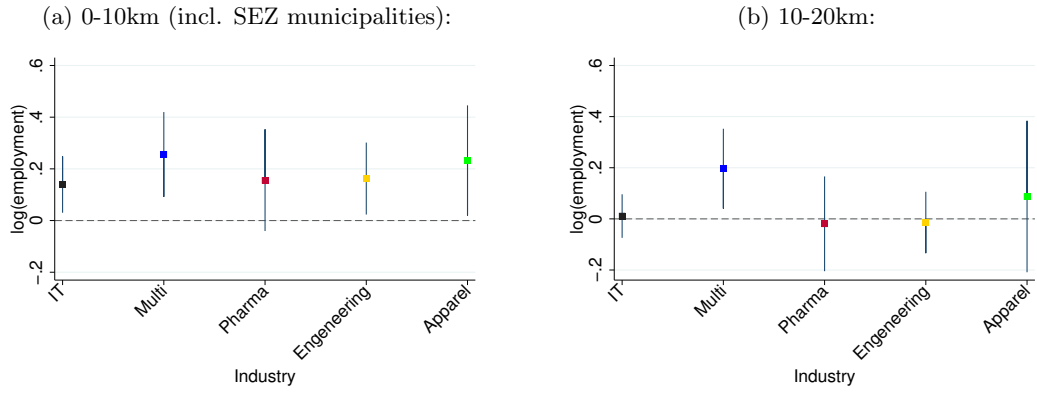 (a) 0-10km (incl. SEZ municipalities):
log(employment)
.6
.4
.2
0
-.2
IT
Multi
Pharma
Engeneering
Apparel
Industry
(b) 10-20km:
log(employment)
.6
.4
.2
0
-.2
IT
Multi
Pharma
Engeneering
Apparel
Industry